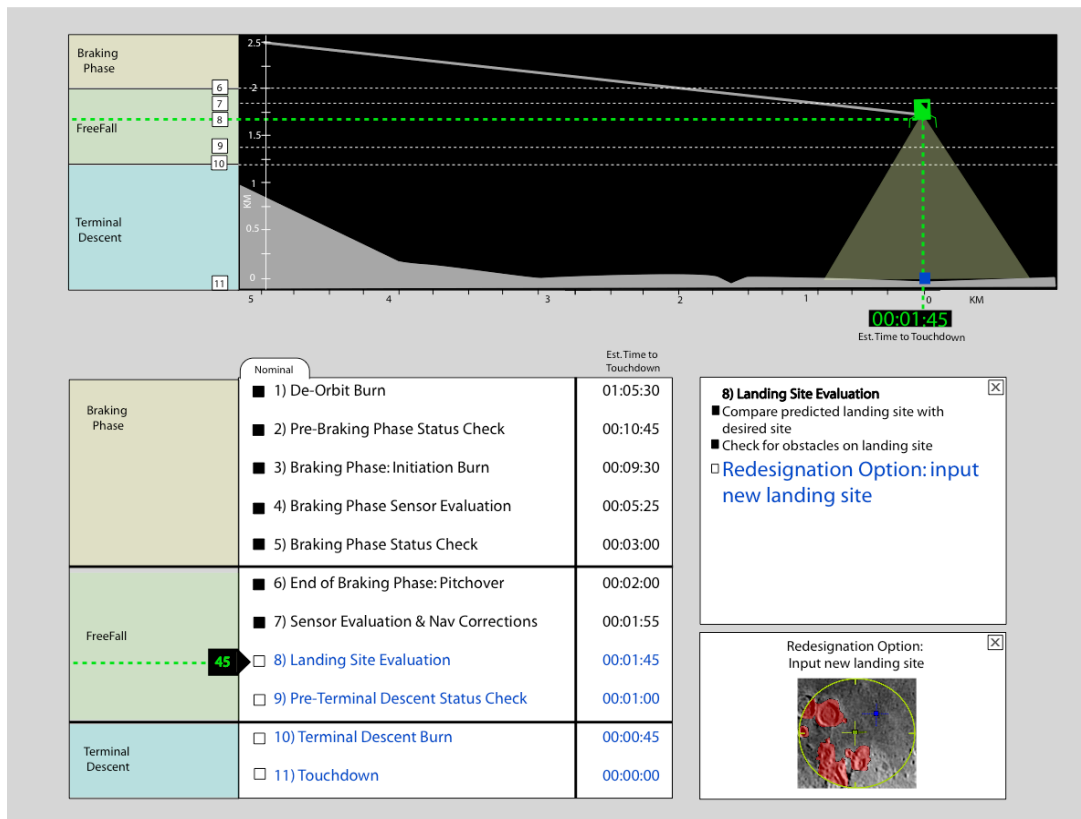 Braking
Phase
FreeFall
Terminal
Descent
6
7
8
9
10
11
2.5
2
1.5
1
KM
0.5
0
5
4
3
2
1
0
KM
00:01:45
Est. Time to Touchdown
Nominal
Est. Time to
Touchdown
Braking
Phase
1) De-Orbit Burn 01:05:30
2) Pre-Braking Phase Status Check 00:10:45
3) Braking Phase: Initiation Burn 00:09:30
4) Braking Phase Sensor Evaluation 00:05:25
5) Braking Phase Status Check 00:03:00
FreeFall
6) End of Braking Phase: Pitchover 00:02:00
7) Sensor Evaluation & Nav Corrections 00:01:55
45
8) Landing Site Evaluation 00:01:45
9) Pre-Terminal Descent Status Check 00:01:00
Terminal
Descent
10) Terminal Descent Burn 00:00:45
11) Touchdown 00:00:00
8) Landing Site Evaluation
Compare predicted landing site with
desired site
Check for obstacles on landing site
Redesignation Option: input
new landing site
Redesignation Option:
Input new landing site